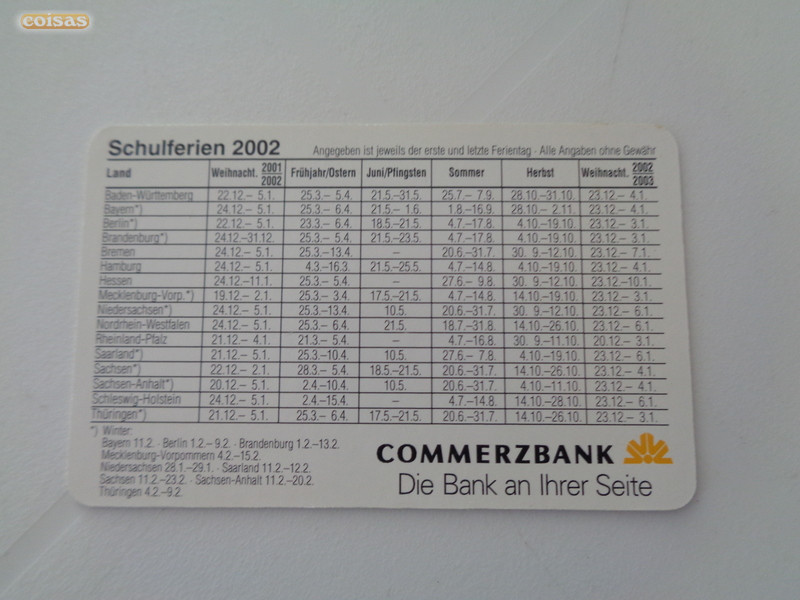 coisas
Schulferien 2002 Angegeben ist jeweils der erste und letzte Ferientag - Alle Angaben ohne Gewähr
Land Weihnacht. 2001/2002 Frühjahr/Ostern Juni/Pfingsten Sommer Herbst Weihnacht. 2002/2003
Baden-Württemberg 22.12.– 5.1. 25.3.– 5.4. 21.5.–31.5. 25.7.– 7.9. 28.10.–31.10. 23.12.– 4.1.
Bayern*) 24.12.– 5.1. 25.3.– 6.4. 21.5.– 1.6. 1.8.–16.9. 28.10.– 2.11. 23.12.– 4.1.
Berlin*) 22.12.– 5.1. 23.3.– 6.4. 18.5.–21.5. 4.7.–17.8. 4.10.–19.10. 23.12.– 3.1.
Brandenburg*) 24.12.–31.12. 25.3.– 6.4. 21.5.–23.5. 4.7.–17.8. 4.10.–19.10. 23.12.– 3.1.
Bremen 24.12.– 5.1. 25.3.–13.4. – 20.6.–31.7. 30. 9.–12.10. 23.12.– 7.1.
Hamburg 24.12.– 5.1. 4.3.–16.3. 21.5.–25.5. 4.7.–14.8. 4.10.–19.10. 23.12.– 4.1.
Hessen 24.12.–11.1. 25.3.– 5.4. – 27.6.– 9.8. 30. 9.–12.10. 23.12.–10.1.
Mecklenburg-Vorp.*) 19.12.– 2.1. 25.3.– 3.4. 17.5.–21.5. 4.7.–14.8. 14.10.–19.10. 23.12.– 3.1.
Niedersachsen*) 24.12.– 5.1. 25.3.–13.4. 10.5. 20.6.–31.7. 30. 9.–12.10. 23.12.– 6.1.
Nordrhein-Westfalen 24.12.– 5.1. 25.3.– 6.4. 21.5. 18.7.–31.8. 14.10.–26.10. 23.12.– 6.1.
Rheinland-Pfalz 21.12.– 4.1. 21.3.– 5.4. – 4.7.–16.8. 30. 9.–11.10. 20.12.– 3.1.
Saarland*) 21.12.– 5.1. 25.3.–10.4. 10.5. 27.6.– 7.8. 4.10.–19.10. 23.12.– 6.1.
Sachsen*) 22.12.– 2.1. 28.3.– 5.4. 18.5.–21.5. 20.6.–31.7. 14.10.–26.10. 23.12.– 4.1.
Sachsen-Anhalt*) 20.12.– 5.1. 2.4.–10.4. 10.5. 20.6.–31.7. 4.10.–11.10. 23.12.– 4.1.
Schleswig-Holstein 24.12.– 5.1. 2.4.–15.4. – 4.7.–14.8. 14.10.–28.10. 23.12.– 6.1.
Thüringen*) 21.12.– 5.1. 25.3.– 6.4. 17.5.–21.5. 20.6.–31.7. 14.10.–26.10. 23.12.– 3.1.
*) Winter:
Bayern 11.2. · Berlin 1.2.–9.2. · Brandenburg 1.2.–13.2.
Mecklenburg-Vorpommern 4.2.–15.2.
Niedersachsen 28.1.–29.1. · Saarland 11.2.–12.2.
Sachsen 11.2.–23.2. · Sachsen-Anhalt 11.2.–20.2.
Thüringen 4.2.–9.2.
COMMERZBANK
Die Bank an Ihrer Seite